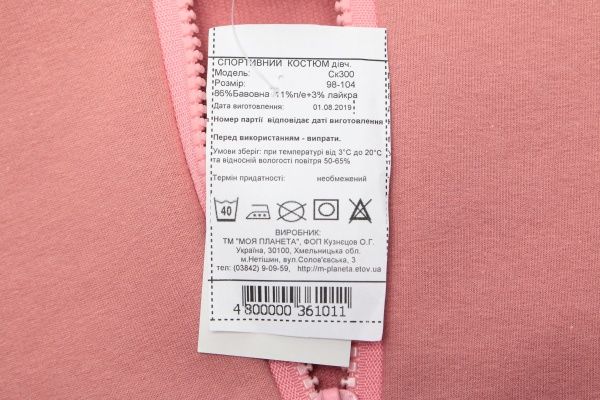 СПОРТИВНИЙ КОСТЮМ дівч.
Модель: Ск300
Розмір: 98-104
86%Бавовна 11%п/е+3% лайкра
Дата виготовлення: 01.08.2019
Номер партії відповідає даті виготовлення
Перед використанням - випрати.
Умови зберіг: при температурі від 3°С до 20°С
та відносній вологості повітря 50-65%
Термін придатності: необмежений
40
ВИРОБНИК:
ТМ "МОЯ ПЛАНЕТА", ФОП Кузнєцов О.Г.
Україна, 30100, Хмельницька обл.
м.Нетішин, вул.Солов'євська, 3
тел: (03842) 9-09-59, http://m-planeta.etov.ua
4 800000 361011